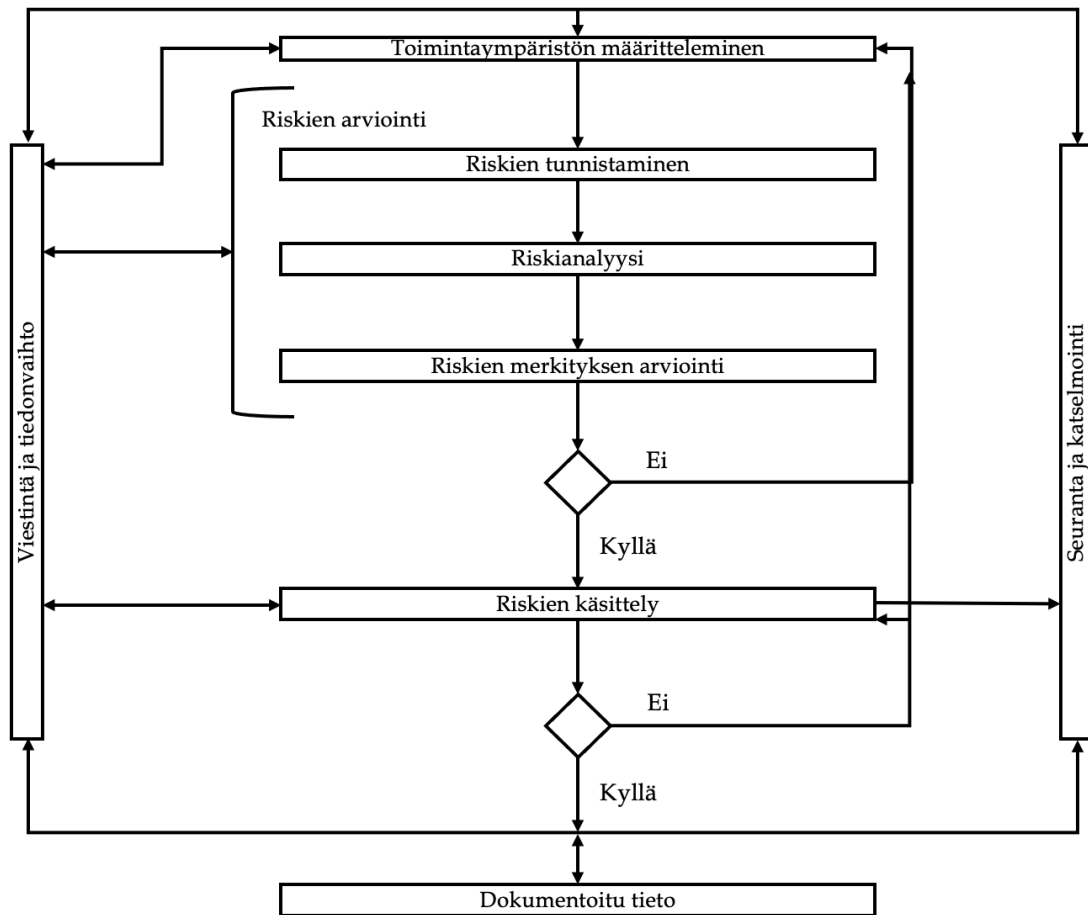 Toimintaympäristön määritteleminen
Riskien arviointi
Riskien tunnistaminen
Riskianalyysi
Riskien merkityksen arviointi
Ei
Kyllä
Riskien käsittely
Ei
Kyllä
Dokumentoitu tieto
Viestintä ja tiedonvaihto
Seuranta ja katselmointi